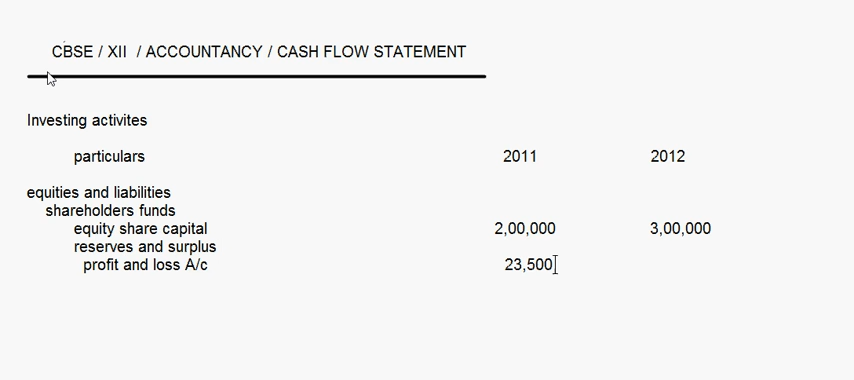 CBSE / XII / ACCOUNTANCY / CASH FLOW STATEMENT
Investing activites
particulars 2011 2012
equities and liabilities
shareholders funds
equity share capital 2,00,000 3,00,000
reserves and surplus
profit and loss A/c 23,500